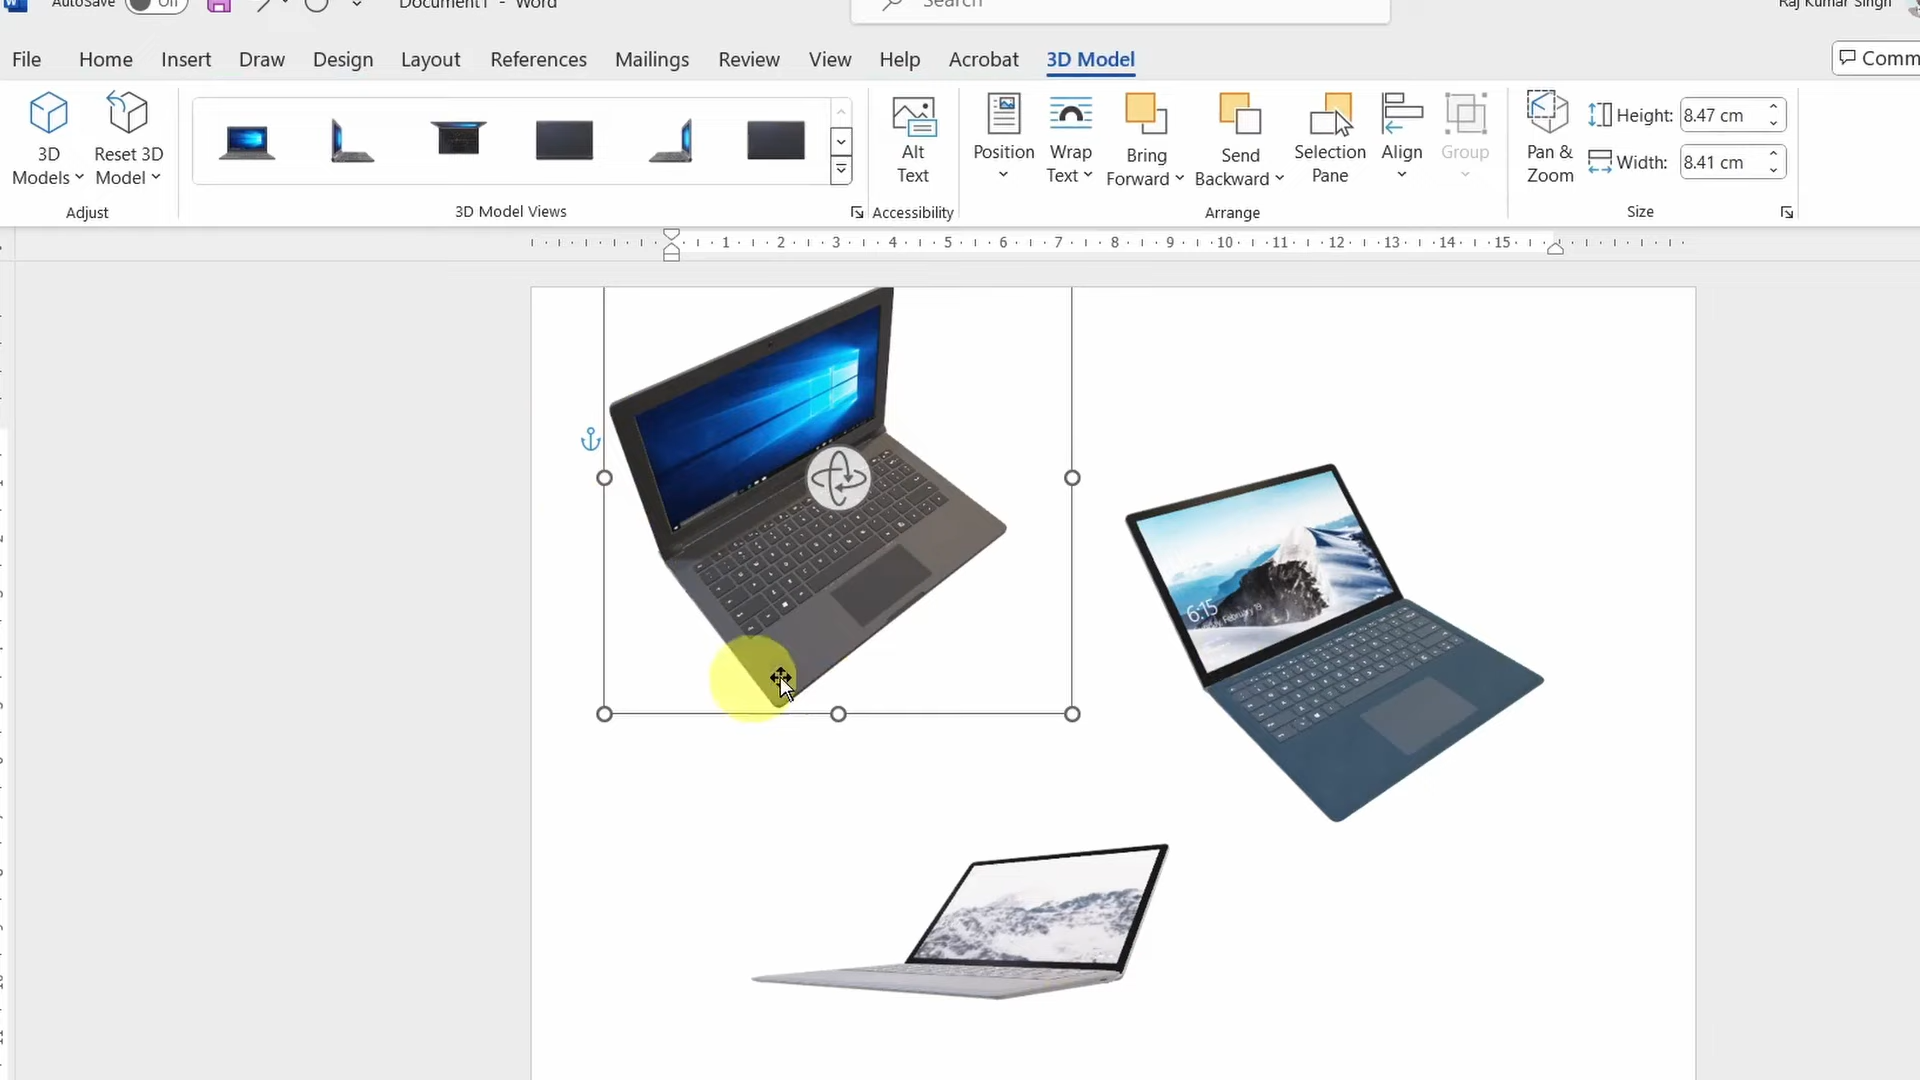 AutoSave Off Document1 - Word Search Raj Kumar Singh
File Home Insert Draw Design Layout References Mailings Review View Help Acrobat 3D Model Comm
3D Models Reset 3D Model Alt Text Position Wrap Text Bring Forward Send Backward Selection Pane Align Group Pan & Zoom Height: 8.47 cm
Width: 8.41 cm
Adjust 3D Model Views Accessibility Arrange Size
1 2 3 4 5 6 7 8 9 10 11 12 13 14 15
6:15
February 19